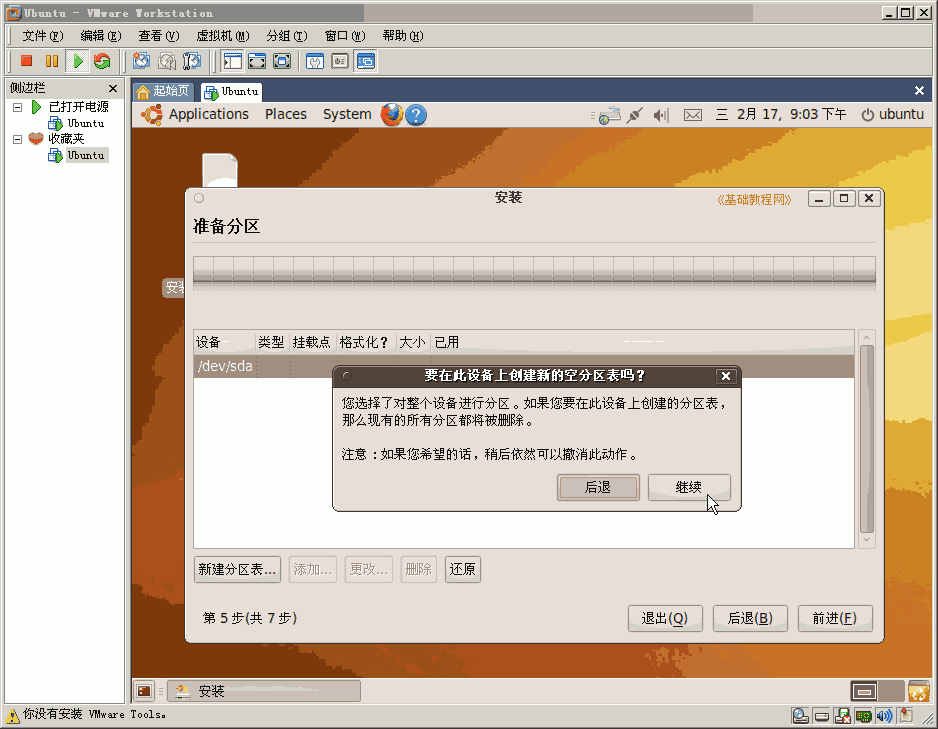 Ubuntu - VMware Workstation
文件(F) 编辑(E) 查看(V) 虚拟机(M) 分组(T) 窗口(W) 帮助(H)
侧边栏
已打开电源
Ubuntu
收藏夹
Ubuntu
起始页 Ubuntu
Applications Places System 三 2月 17, 9:03 下午 ubuntu
安装
安装
《基础教程网》
准备分区
设备 类型 挂载点 格式化? 大小 已用
/dev/sda
要在此设备上创建新的空分区表吗?
您选择了对整个设备进行分区。如果您要在此设备上创建的分区表，
那么现有的所有分区都将被删除。
注意：如果您希望的话，稍后依然可以撤消此动作。
后退 继续
新建分区表... 添加... 更改... 删除 还原
第 5 步(共 7 步)
退出(Q) 后退(B) 前进(F)
安装
你没有安装 VMware Tools。